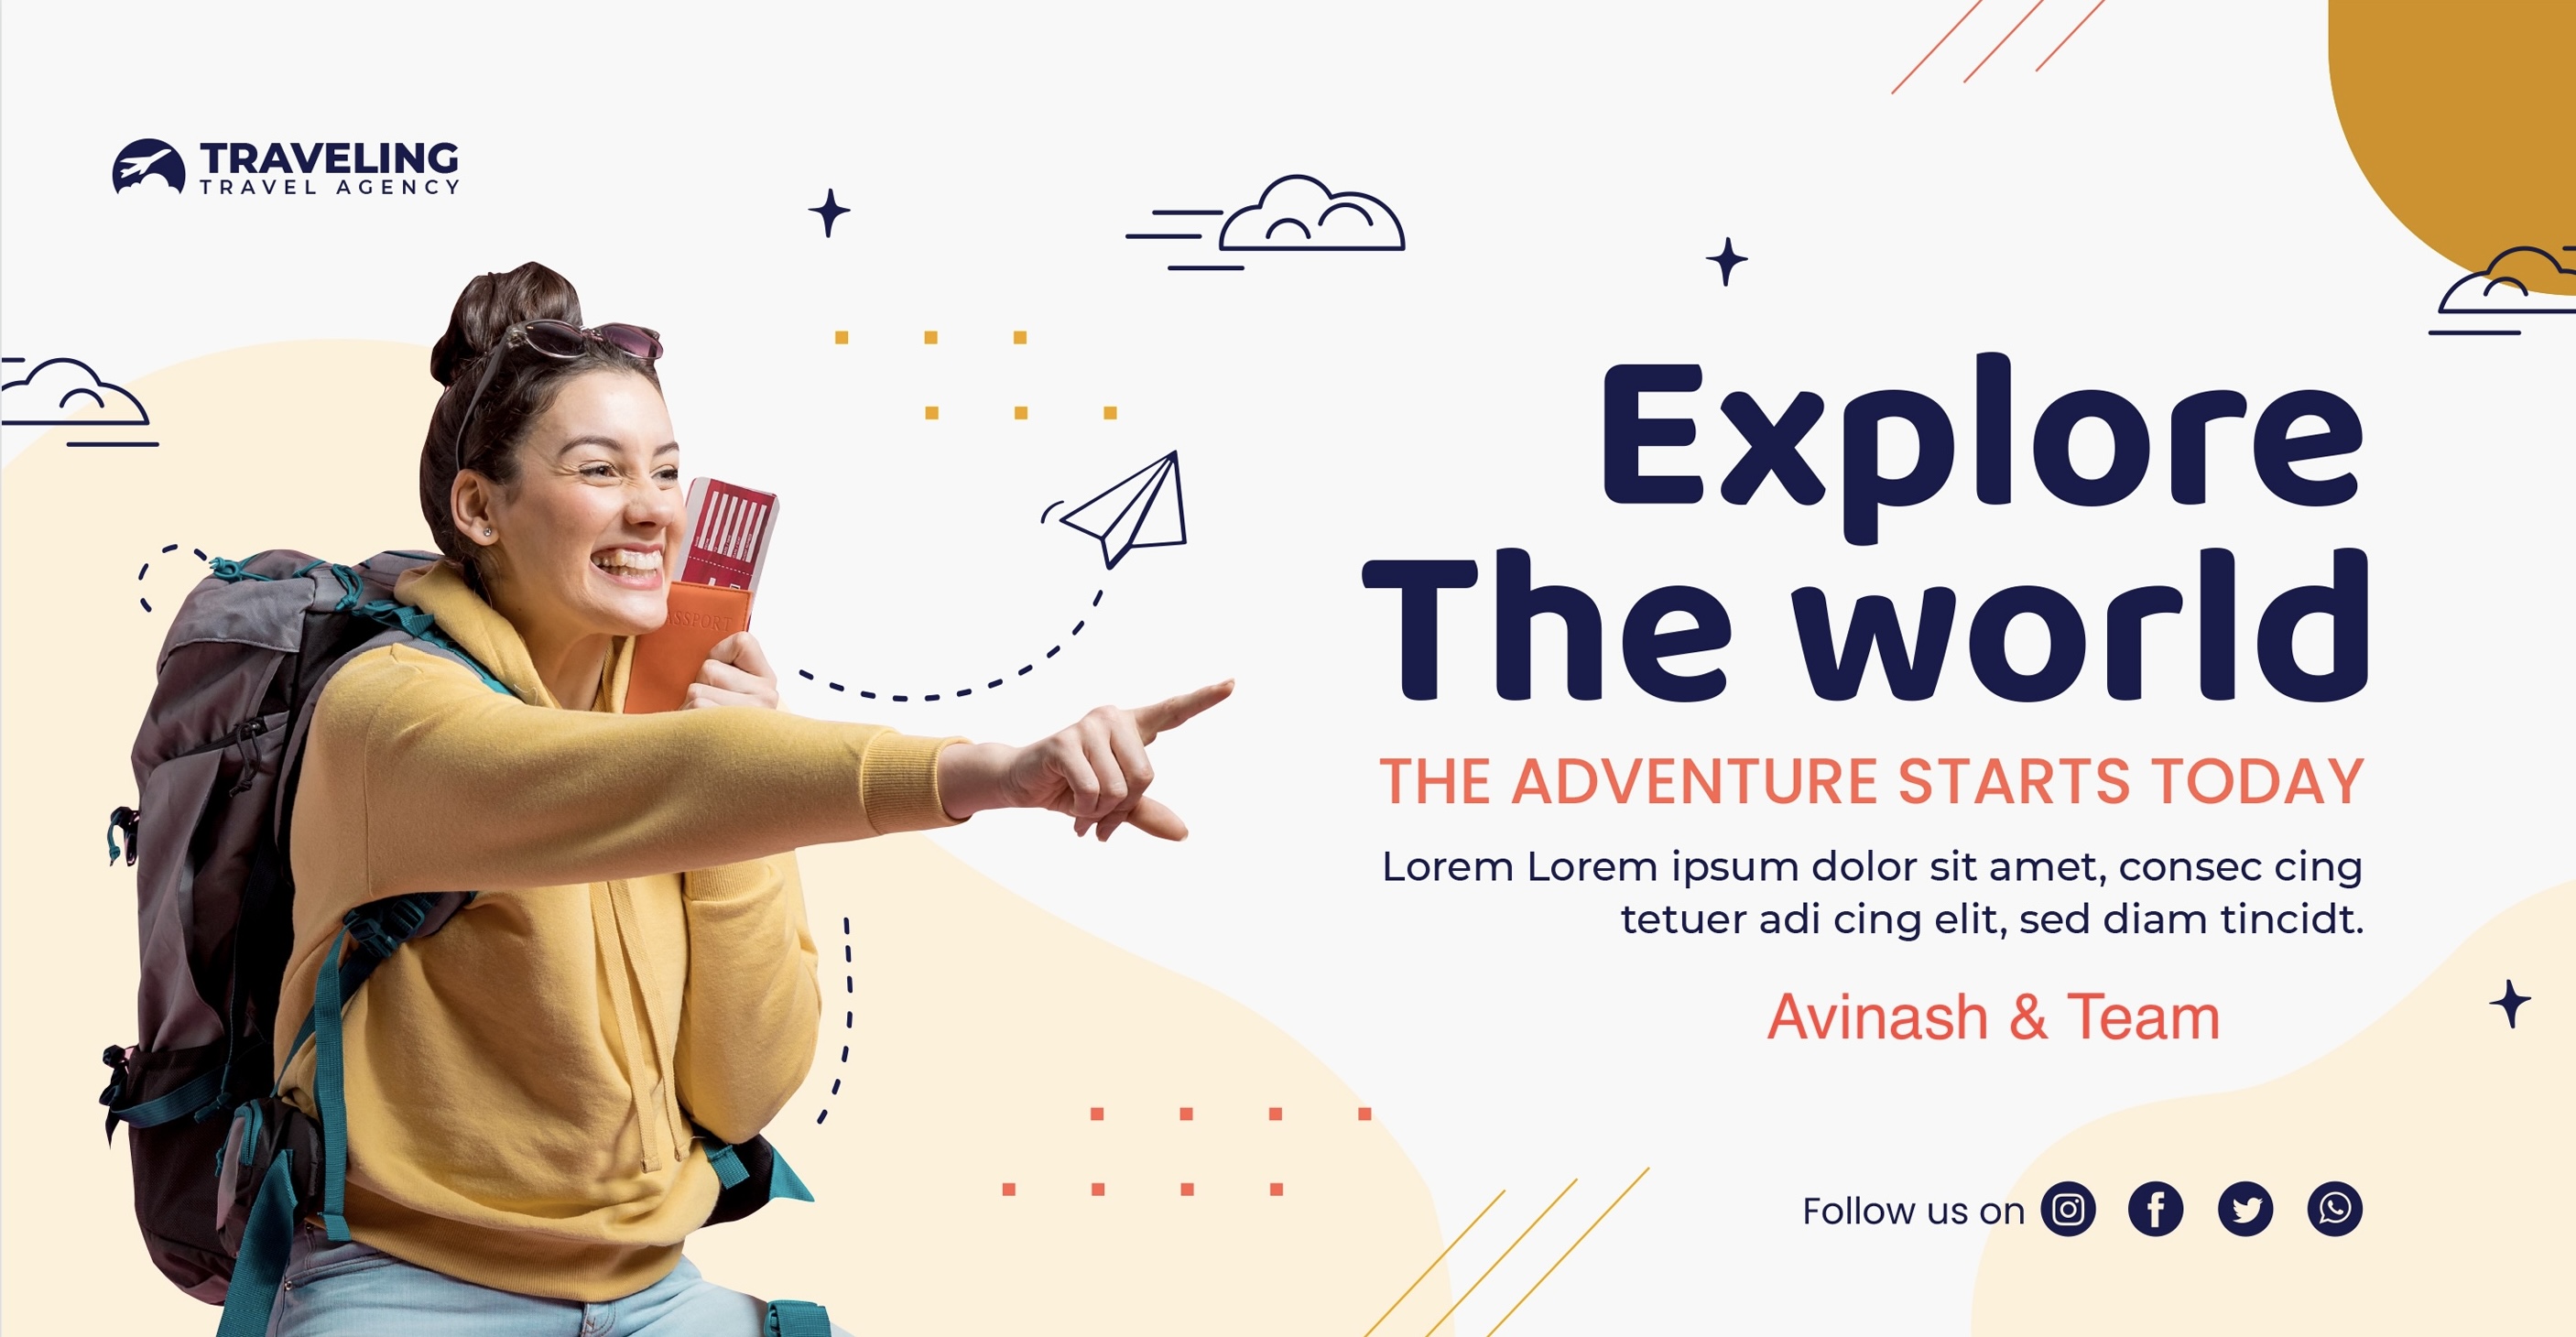 TRAVELING
TRAVEL AGENCY
ASSPORT
Explore
The world
THE ADVENTURE STARTS TODAY
Lorem Lorem ipsum dolor sit amet, consec cing
tetuer adi cing elit, sed diam tincidt.
Avinash & Team
Follow us on